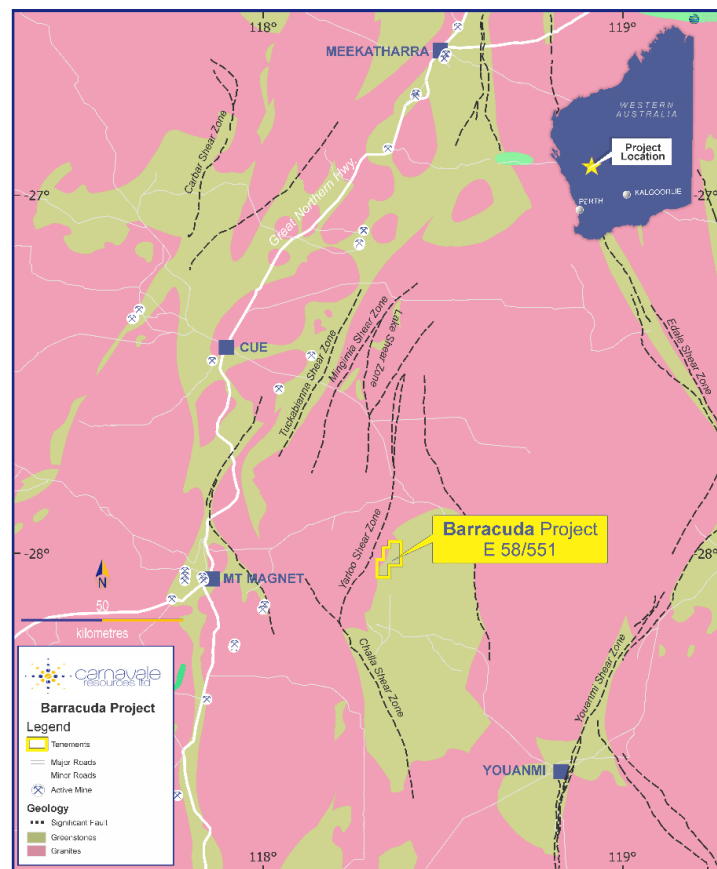 118°
119°
MEEKATHARRA
WESTERN
AUSTRALIA
Project
Location
KALGOORLIE
PERTH
Carbar Shear Zone
-27°
-27°
Great Northern Hwy.
Edale Shear Zone
CUE
Tuckabianna Shear Zone
Mingimia Shear Zone
Lake Shear Zone
Barracuda Project
E 58/551
-28°
-28°
Yarloo Shear Zone
MT MAGNET
N
50
kilometres
Challa Shear Zone
Youanmi Shear Zone
YOUANMI
carnavale
resources ltd
Barracuda Project
Legend
Tenements
Major Roads
Minor Roads
Active Mine
Geology
Significant Fault
Greenstones
Granites
118°
119°